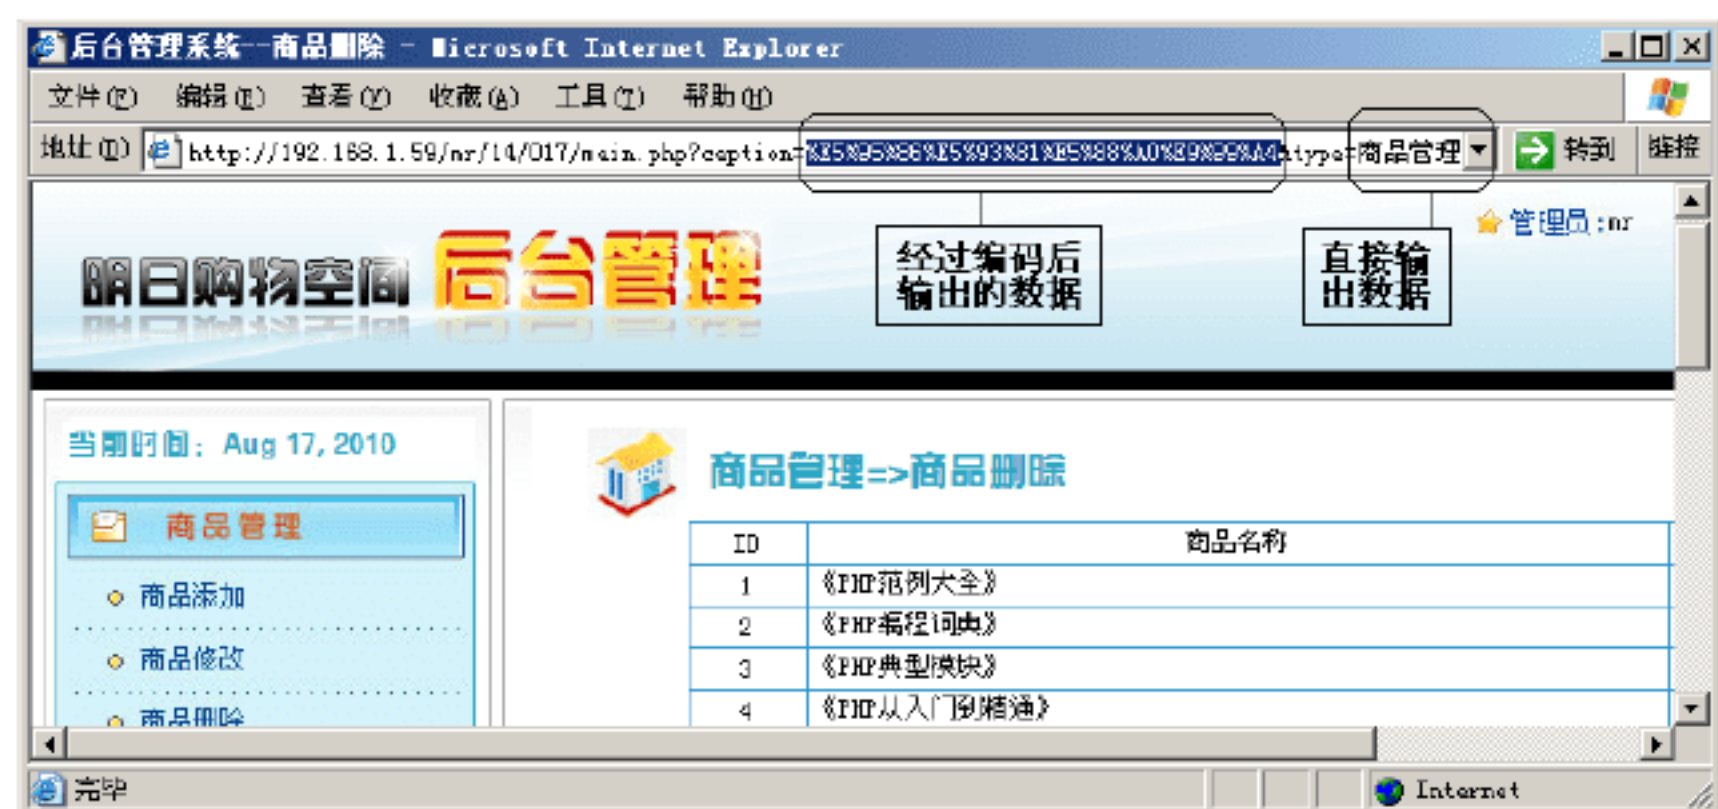 后台管理系统--商品删除 - Microsoft Internet Explorer
文件(F) 编辑(E) 查看(V) 收藏(A) 工具(T) 帮助(H)
地址(D) http://192.168.1.59/nr/14/017/main.php?caption=%E5%95%86%E5%93%81%E5%88%A0%E9%99%A4&type=商品管理 转到 链接
管理员:nr
明日购物空间 后台管理
经过编码后
输出的数据
直接输
出数据
当前时间: Aug 17, 2010
商品管理=>商品删除
商品管理
ID 商品名称
1 《PHP范例大全》
商品添加
2 《PHP编程词典》
商品修改
3 《PHP典型模块》
商品删除
4 《PHP从入门到精通》
完毕 Internet